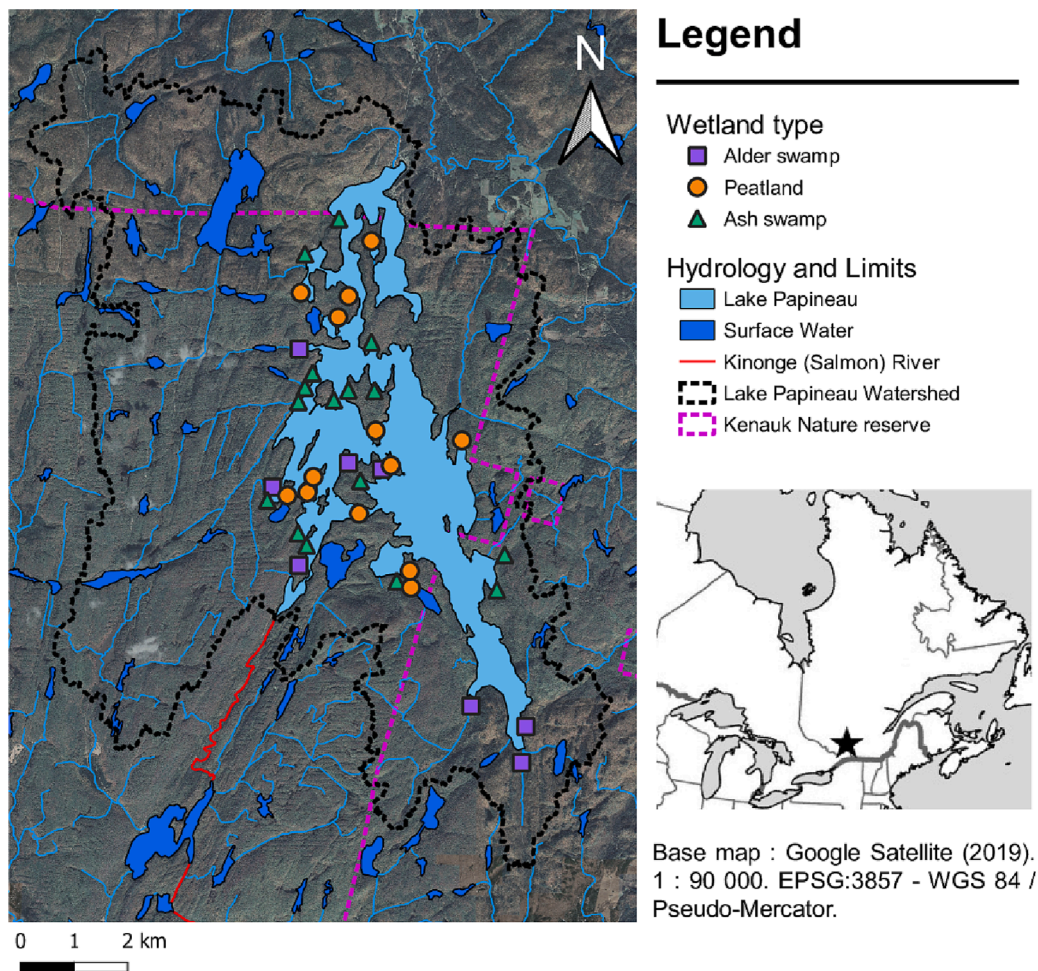 N
Legend
Wetland type
Alder swamp
Peatland
Ash swamp
Hydrology and Limits
Lake Papineau
Surface Water
Kinonge (Salmon) River
Lake Papineau Watershed
Kenauk Nature reserve
Base map : Google Satellite (2019).
1 : 90 000. EPSG:3857 - WGS 84 /
Pseudo-Mercator.
0 1 2 km